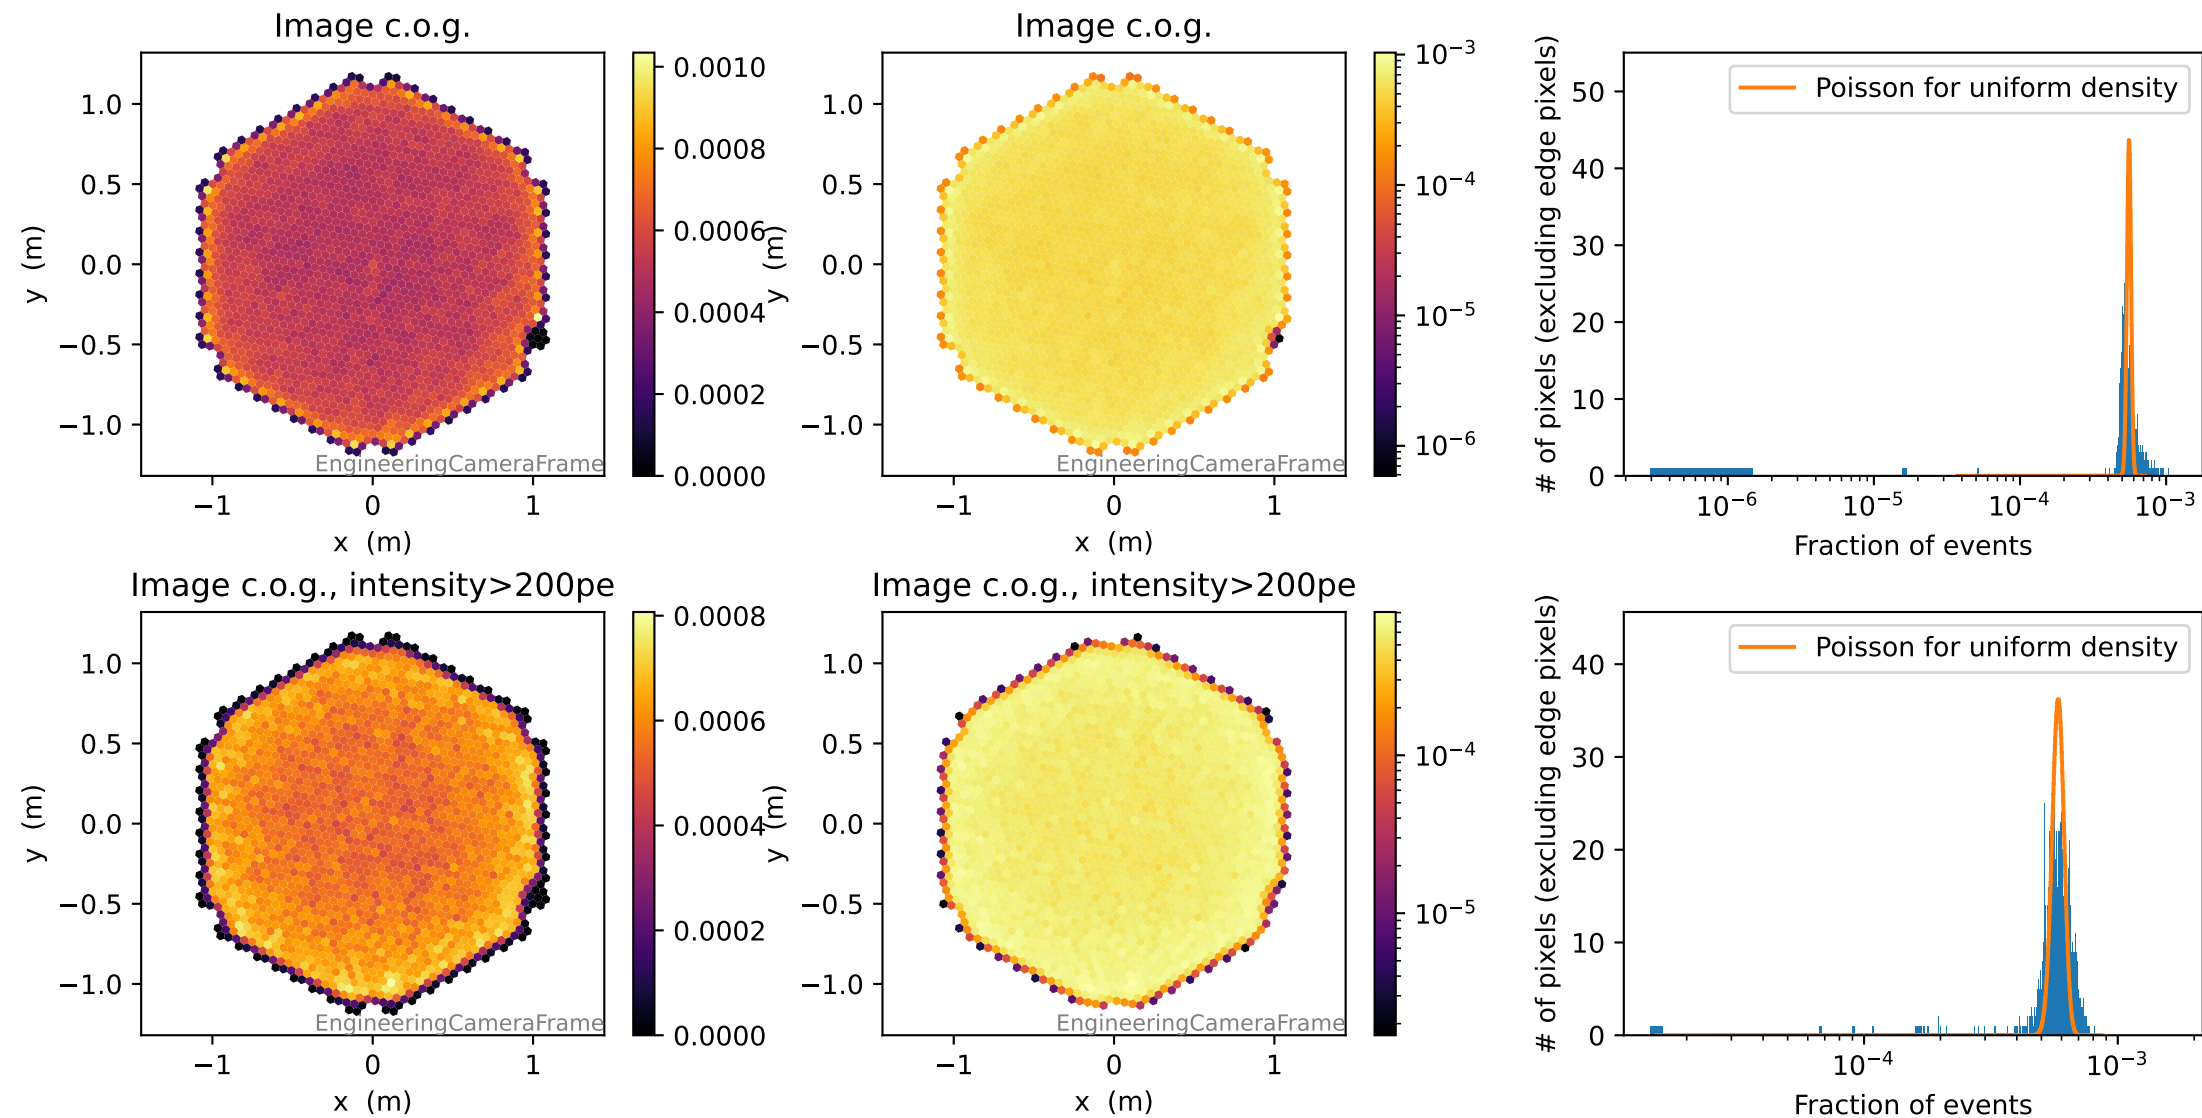 Image c.o.g.
1.0
0.5
0.0
−0.5
−1.0
y (m)
−1 0 1
x (m)
EngineeringCameraFrame
0.0010
0.0008
0.0006
0.0004
0.0002
0.0000
Image c.o.g.
1.0
0.5
0.0
−0.5
−1.0
y (m)
−1 0 1
x (m)
EngineeringCameraFrame
10⁻³
10⁻⁴
10⁻⁵
10⁻⁶
# of pixels (excluding edge pixels)
50
40
30
20
10
0
Poisson for uniform density
10⁻⁶ 10⁻⁵ 10⁻⁴ 10⁻³
Fraction of events
Image c.o.g., intensity>200pe
1.0
0.5
0.0
−0.5
−1.0
y (m)
−1 0 1
x (m)
EngineeringCameraFrame
0.0008
0.0006
0.0004
0.0002
0.0000
Image c.o.g., intensity>200pe
1.0
0.5
0.0
−0.5
−1.0
y (m)
−1 0 1
x (m)
EngineeringCameraFrame
10⁻⁴
10⁻⁵
# of pixels (excluding edge pixels)
40
30
20
10
0
Poisson for uniform density
10⁻⁴ 10⁻³
Fraction of events